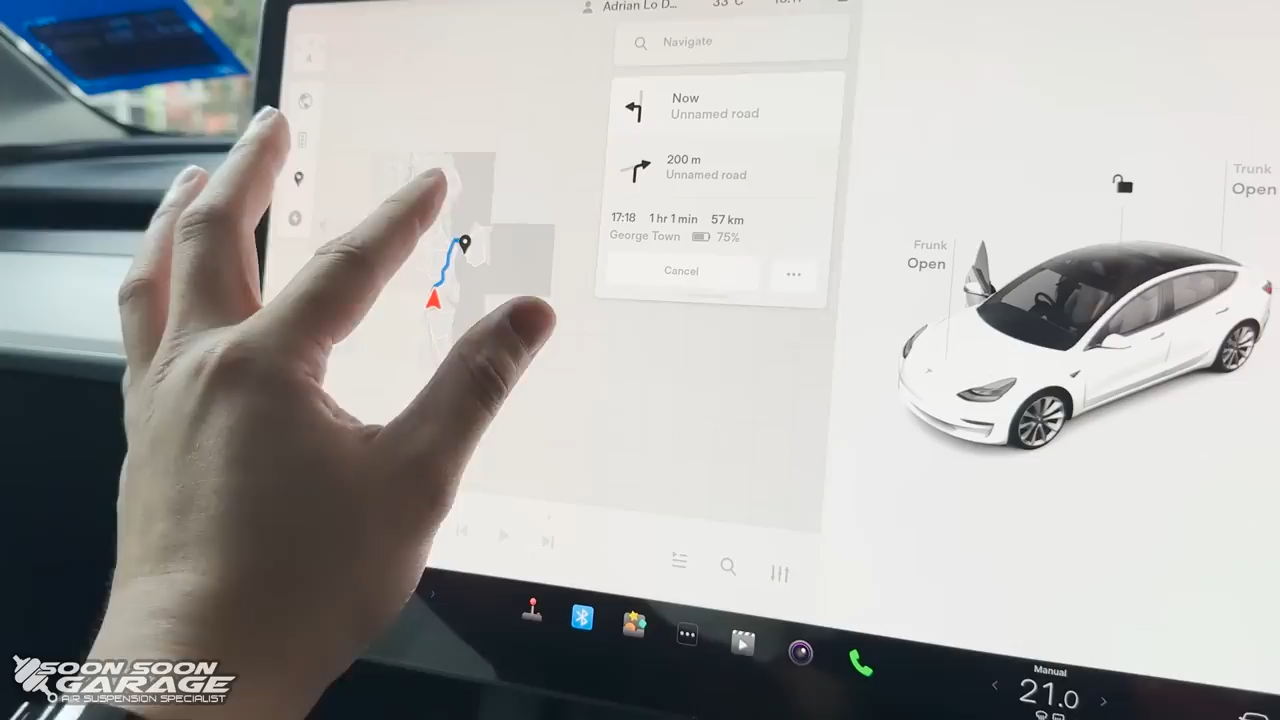 Adrian Lo D...
33°C
Navigate
Now
Unnamed road
200 m
Unnamed road
17:18 1 hr 1 min 57 km
George Town 75%
Cancel
Trunk
Open
Frunk
Open
Manual
21.0
SOON SOON
GARAGE
AIR SUSPENSION SPECIALIST